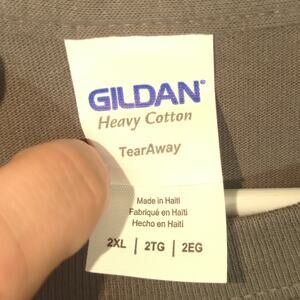 GILDAN®
Heavy Cotton
TearAway
Made in Haiti
Fabriqué en Haïti
Hecho en Haití
2XL | 2TG | 2EG